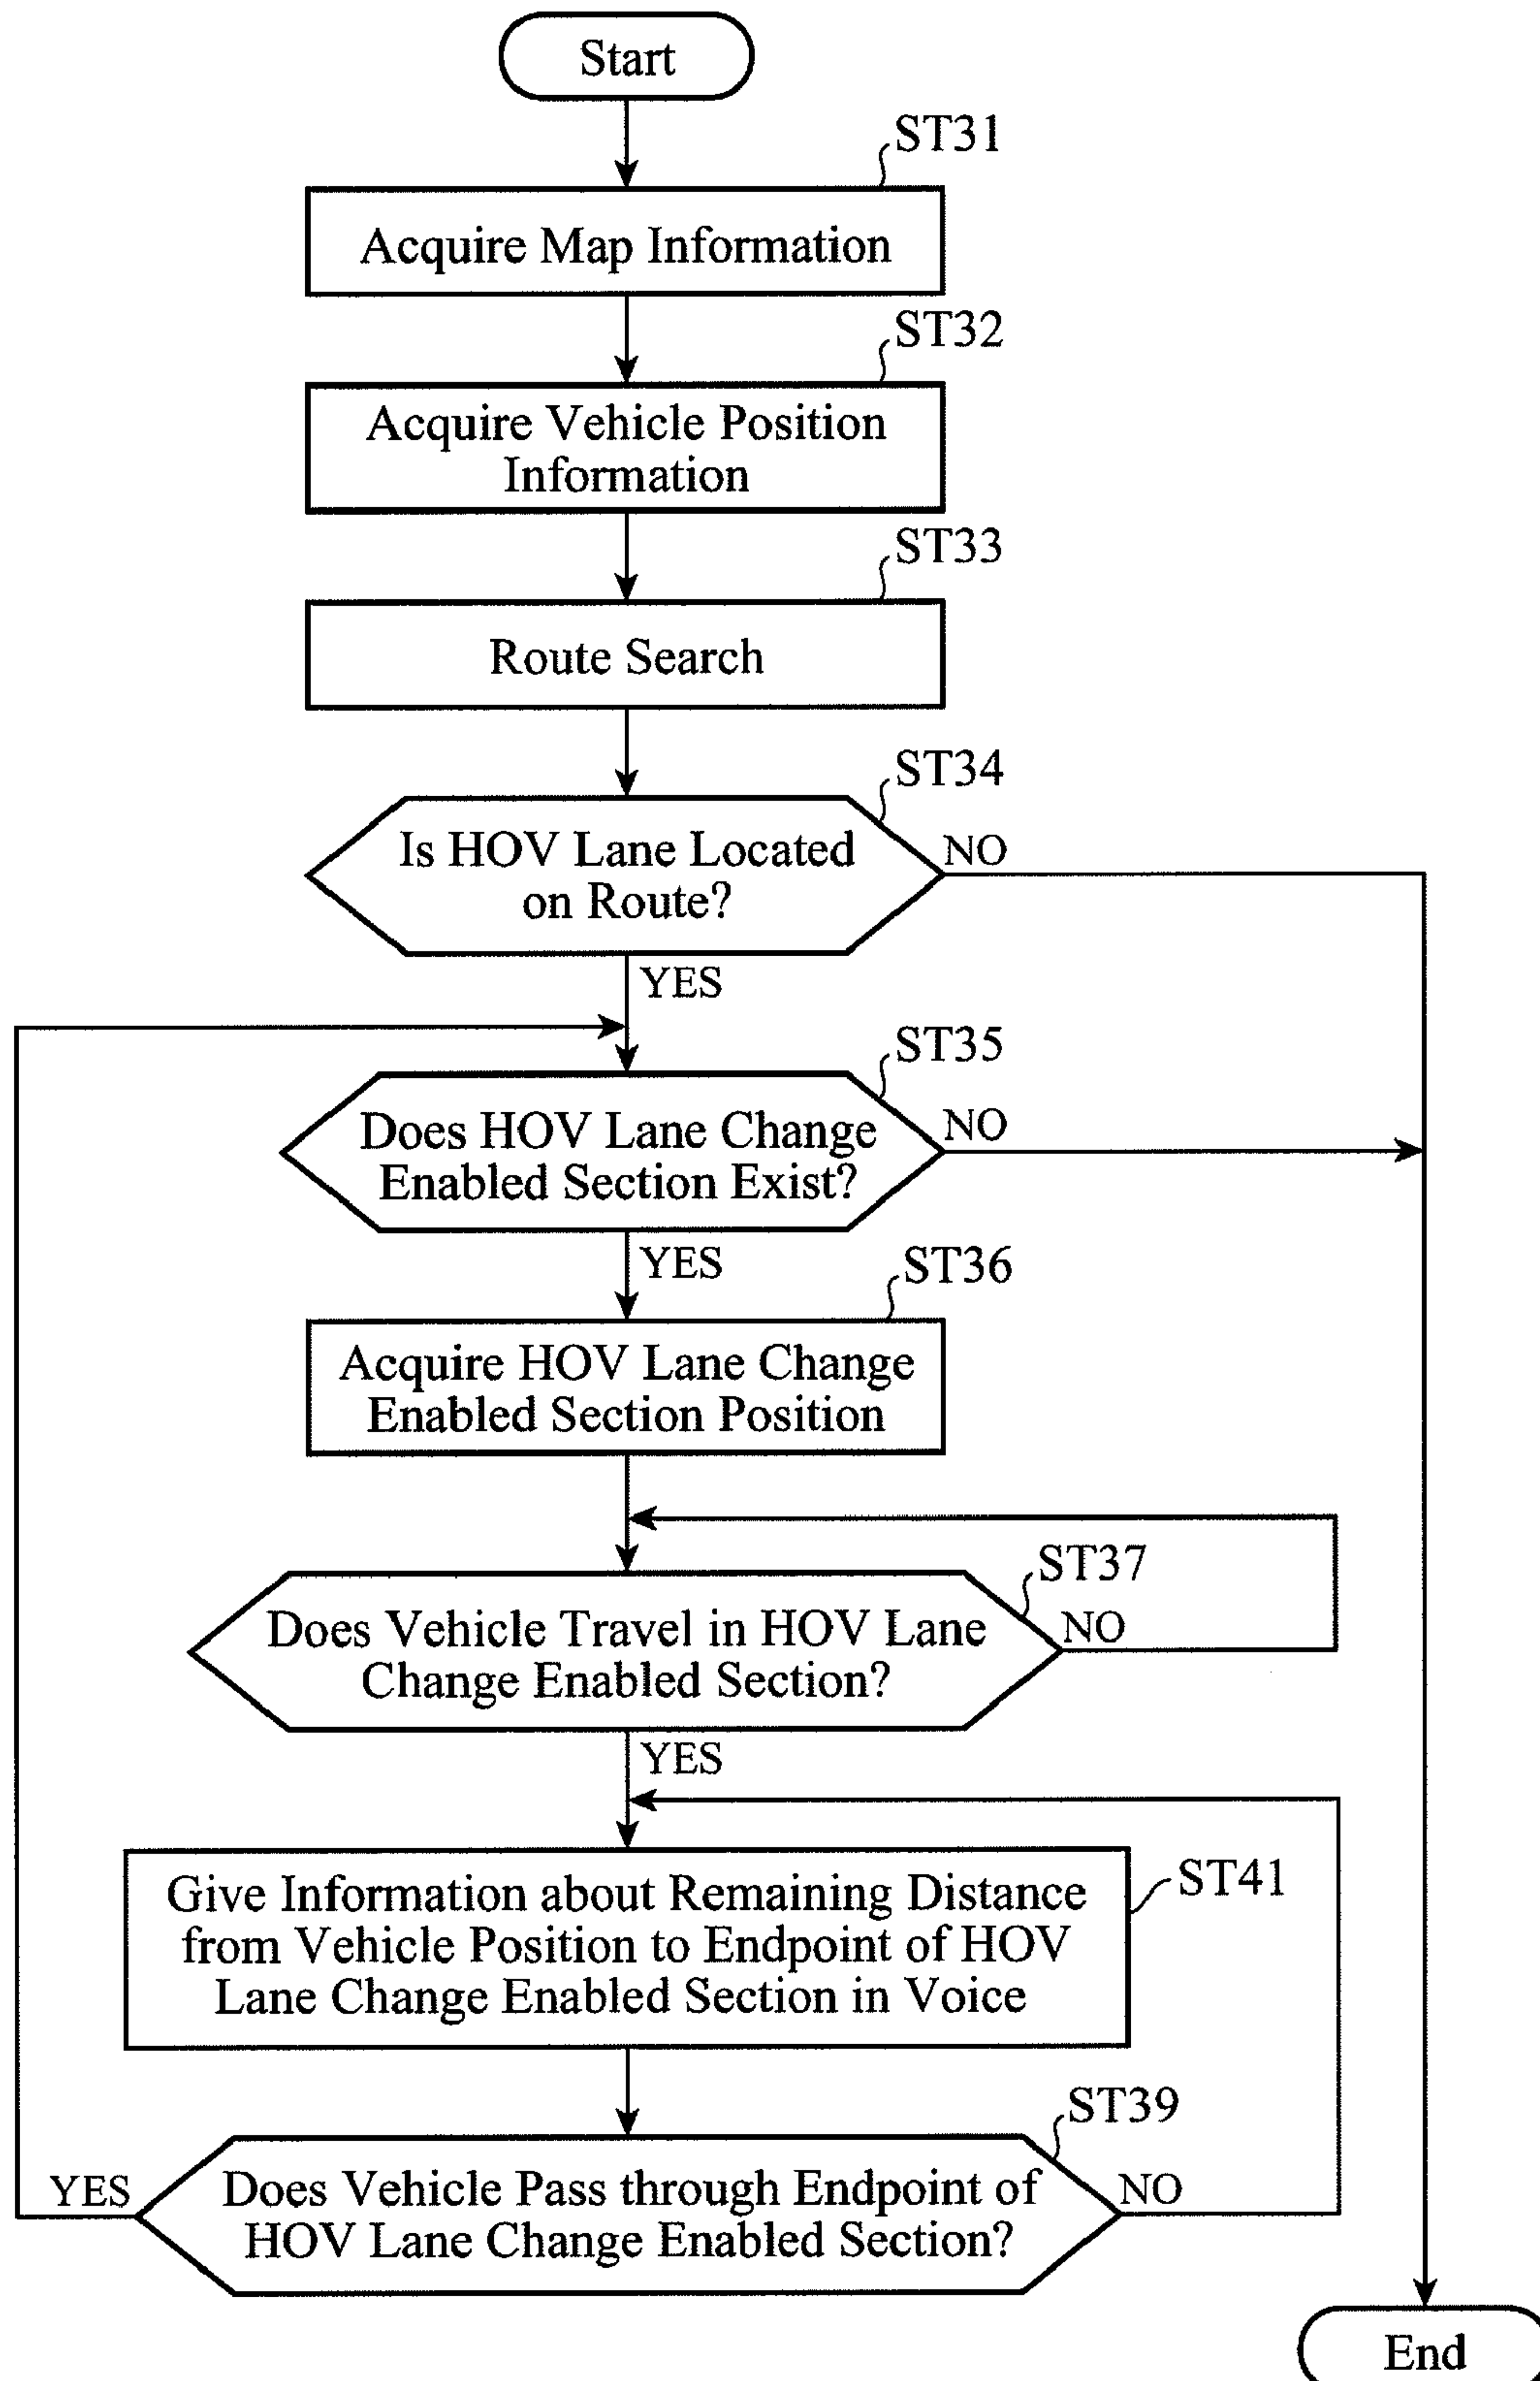 Start
ST31
Acquire Map Information
ST32
Acquire Vehicle Position
Information
ST33
Route Search
ST34
Is HOV Lane Located
on Route?
NO
YES
ST35
Does HOV Lane Change
Enabled Section Exist?
NO
YES
ST36
Acquire HOV Lane Change
Enabled Section Position
ST37
Does Vehicle Travel in HOV Lane
Change Enabled Section?
NO
YES
ST41
Give Information about Remaining Distance
from Vehicle Position to Endpoint of HOV
Lane Change Enabled Section in Voice
ST39
YES
Does Vehicle Pass through Endpoint of
HOV Lane Change Enabled Section?
NO
End